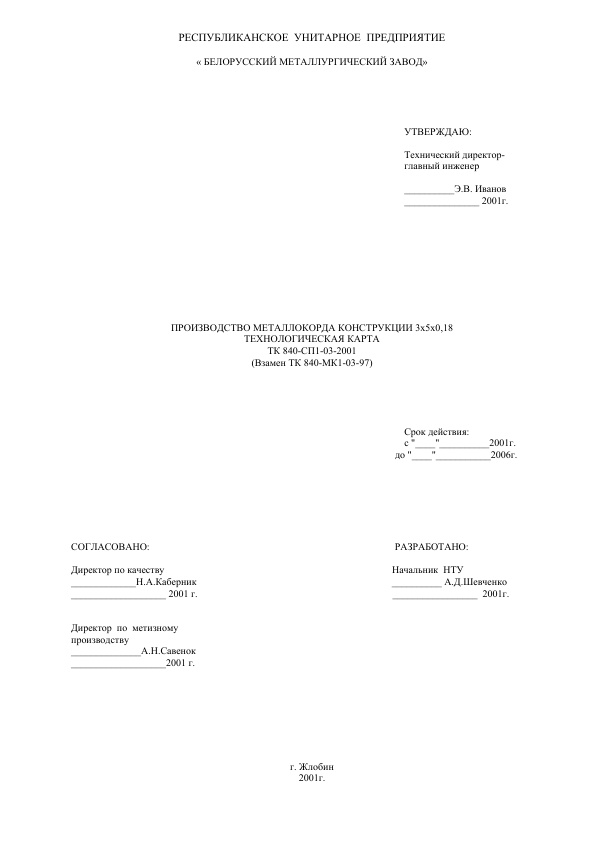 РЕСПУБЛИКАНСКОЕ УНИТАРНОЕ ПРЕДПРИЯТИЕ
« БЕЛОРУССКИЙ МЕТАЛЛУРГИЧЕСКИЙ ЗАВОД»
УТВЕРЖДАЮ:
Технический директор-
главный инженер
__________Э.В. Иванов
_______________ 2001г.
ПРОИЗВОДСТВО МЕТАЛЛОКОРДА КОНСТРУКЦИИ 3х5х0,18
ТЕХНОЛОГИЧЕСКАЯ КАРТА
ТК 840-СП1-03-2001
(Взамен ТК 840-МК1-03-97)
Срок действия:
с "____"__________2001г.
до "____"___________2006г.
СОГЛАСОВАНО:
Директор по качеству
_____________Н.А.Каберник
___________________ 2001 г.
Директор по метизному
производству
______________А.Н.Савенок
___________________2001 г.
РАЗРАБОТАНО:
Начальник НТУ
__________ А.Д.Шевченко
_________________ 2001г.
г. Жлобин
2001г.